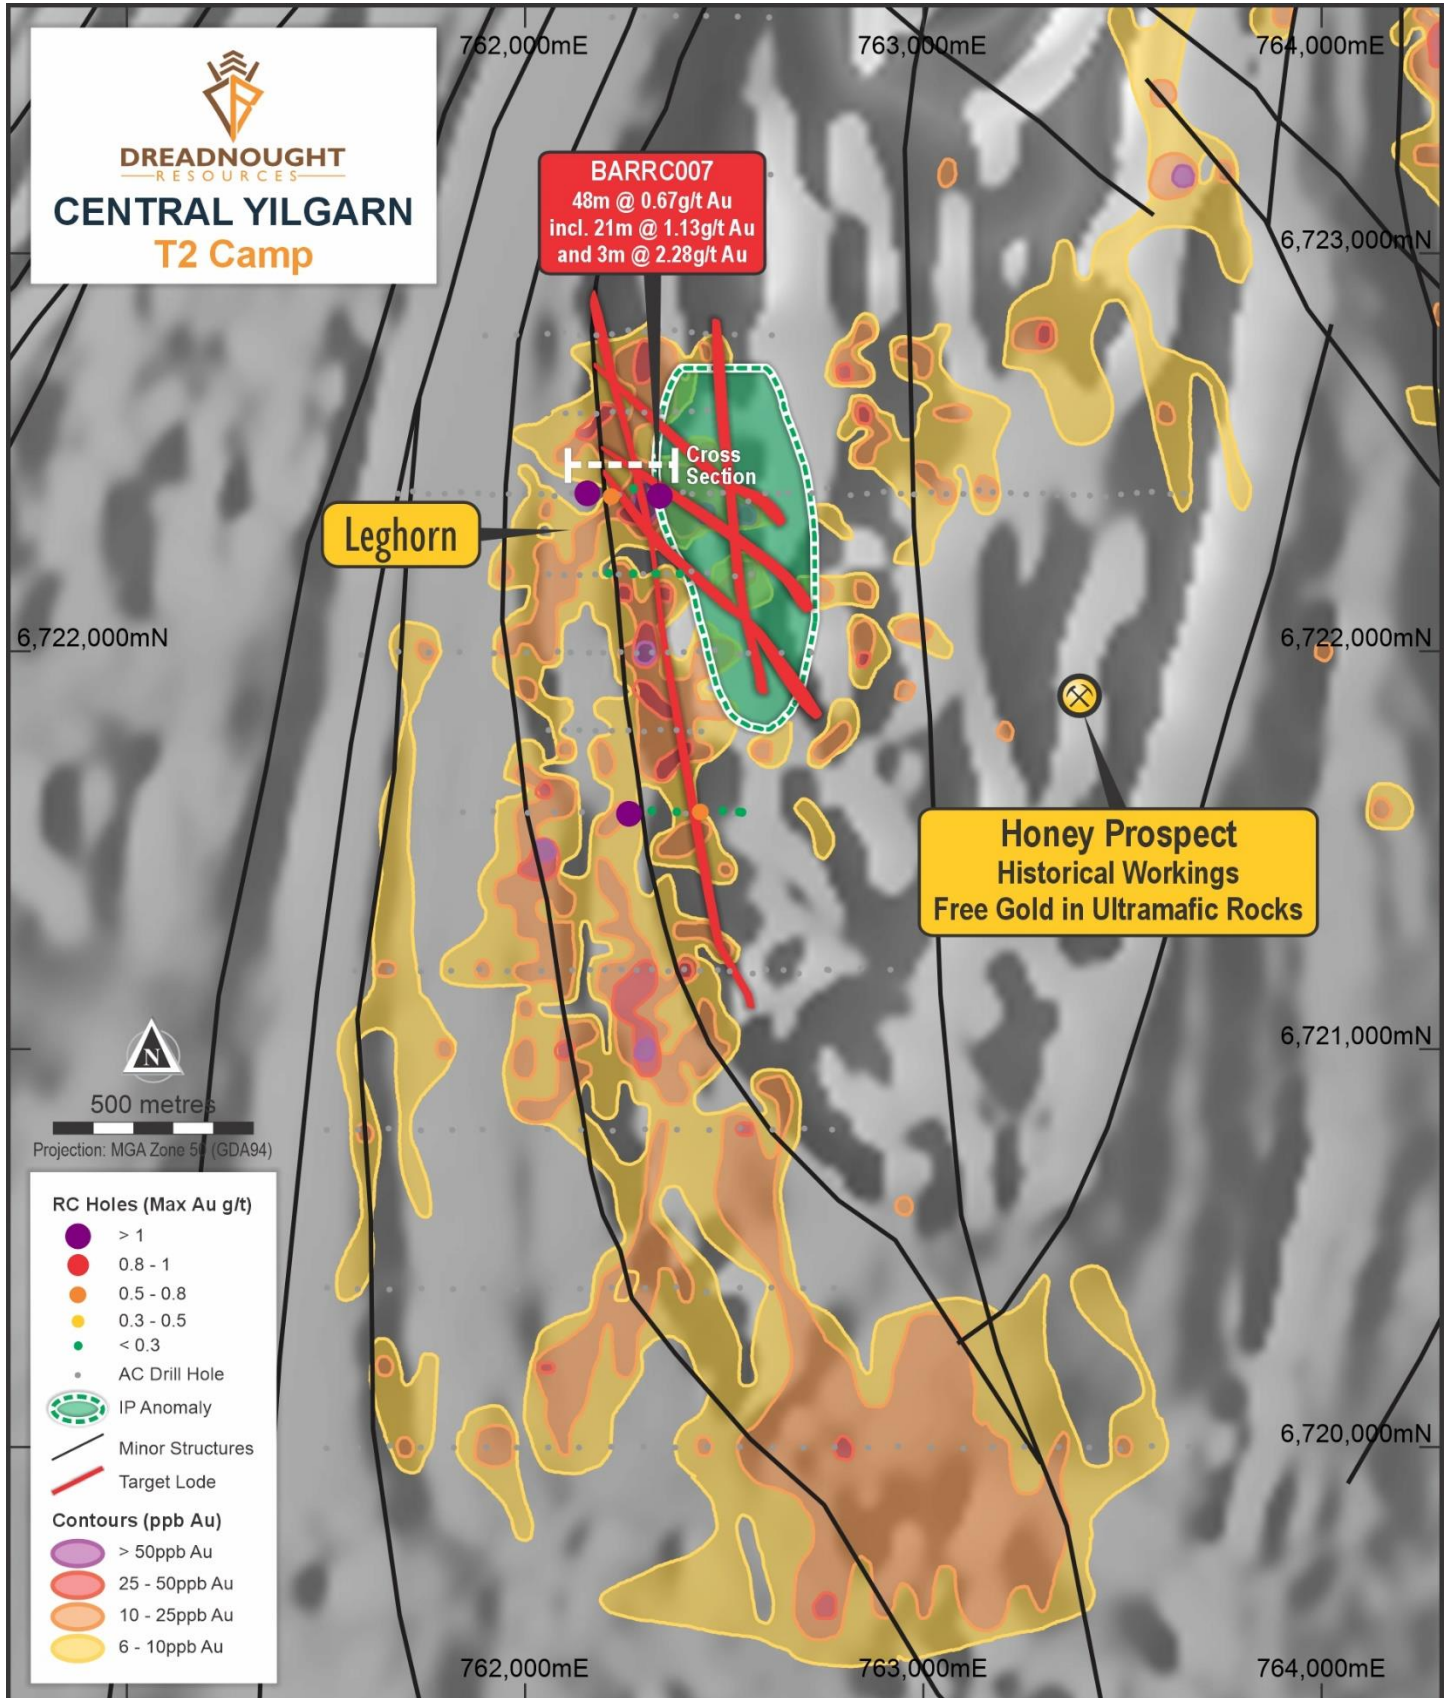 762,000mE
763,000mE
764,000mE
DREADNOUGHT
RESOURCES
CENTRAL YILGARN
T2 Camp
BARRC007
48m @ 0.67g/t Au
incl. 21m @ 1.13g/t Au
and 3m @ 2.28g/t Au
6,723,000mN
Cross
Section
Leghorn
6,722,000mN
6,722,000mN
Honey Prospect
Historical Workings
Free Gold in Ultramafic Rocks
N
6,721,000mN
500 metres
Projection: MGA Zone 50 (GDA94)
RC Holes (Max Au g/t)
> 1
0.8 - 1
0.5 - 0.8
0.3 - 0.5
< 0.3
AC Drill Hole
IP Anomaly
Minor Structures
Target Lode
Contours (ppb Au)
> 50ppb Au
25 - 50ppb Au
10 - 25ppb Au
6 - 10ppb Au
6,720,000mN
762,000mE
763,000mE
764,000mE